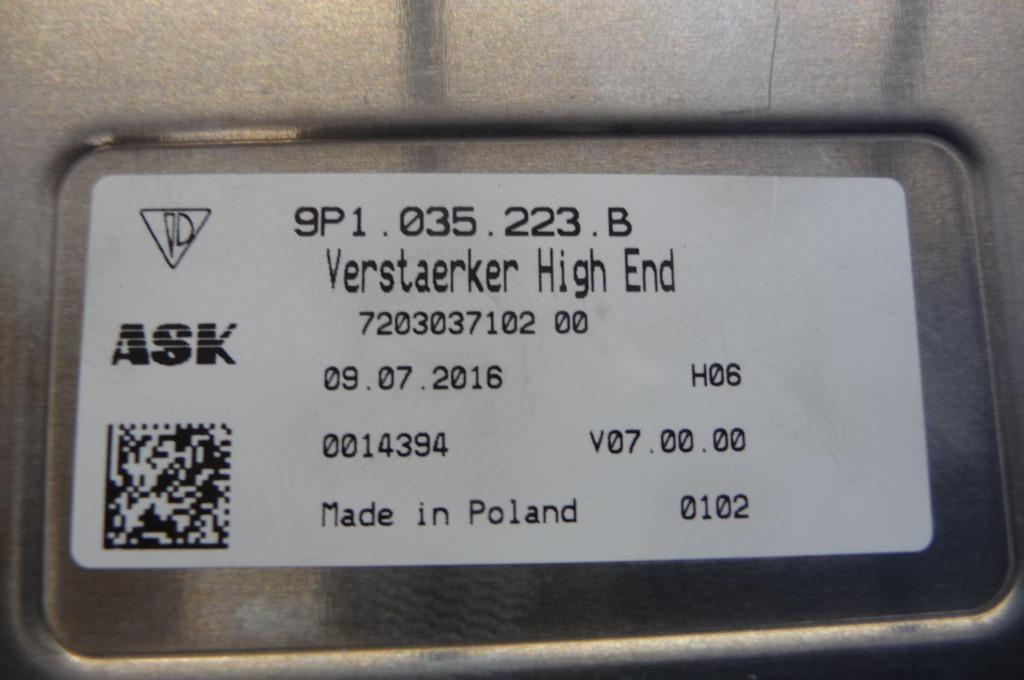 9P1.035.223.B
Verstaerker High End
7203037102 00
ASK
09.07.2016 H06
0014394 V07.00.00
Made in Poland 0102